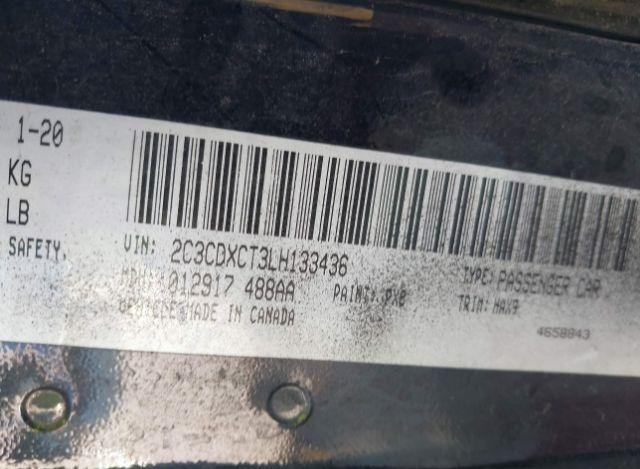 1-20
KG
LB
SAFETY.
VIN: 2C3CDXCT3LH133436
TYPE: PASSENGER CAR
MDH: 012917 488AA
PAINT: PX8
TRIM: HAX9
VEHICLE MADE IN CANADA
4658843